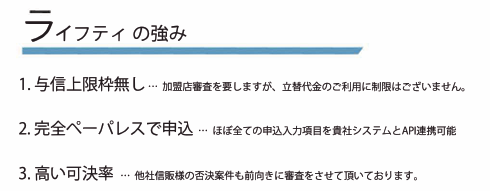 ライフティ の強み
1. 与信上限枠無し … 加盟店審査を要しますが、立替代金のご利用に制限はございません。
2. 完全ペーパレスで申込 … ほぼ全ての申込入力項目を貴社システムとAPI連携可能
3. 高い可決率 … 他社信販様の否決案件も前向きに審査をさせて頂いております。